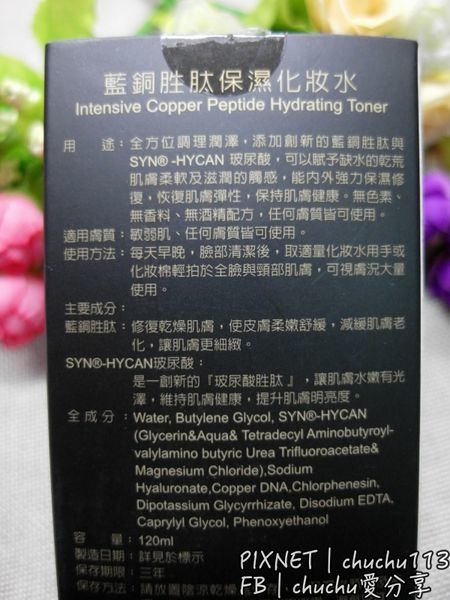 藍銅胜肽保濕化妝水
Intensive Copper Peptide Hydrating Toner
用　途：全方位調理潤澤，添加創新的藍銅胜肽與
SYN®-HYCAN 玻尿酸，可以賦予缺水的乾荒
肌膚柔軟及滋潤的觸感，能內外強力保濕修
復，恢復肌膚彈性，保持肌膚健康。無色素、
無香料、無酒精配方，任何膚質皆可使用。
適用膚質：敏弱肌、任何膚質皆可使用。
使用方法：每天早晚，臉部清潔後，取適量化妝水用手或
化妝棉輕拍於全臉與頸部肌膚，可視膚況大量
使用。
主要成分：
藍銅胜肽：修復乾燥肌膚，使皮膚柔嫩舒緩，減緩肌膚老
化，讓肌膚更細緻。
SYN®-HYCAN玻尿酸：
是一創新的『玻尿酸胜肽』，讓肌膚水嫩有光
澤，維持肌膚健康，提升肌膚明亮度。
全成分：Water, Butylene Glycol, SYN®-HYCAN
(Glycerin&Aqua& Tetradecyl Aminobutyroyl-
valylamino butyric Urea Trifluroacetate&
Magnesium Chloride),Sodium
Hyaluronate,Copper DNA,Chlorphenesin,
Dipotassium Glycyrrhizate, Disodium EDTA,
Caprylyl Glycol, Phenoxyethanol
容　量：120ml
製造日期：詳見於標示
保存期限：三年
保存方法：請放置陰涼乾燥
PIXNET | chuchu113
FB | chuchu愛分享